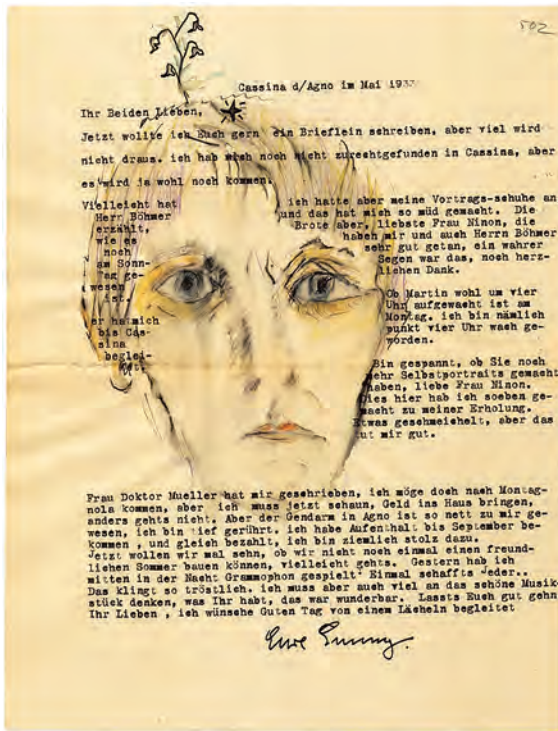 502
Cassina d/Agno im Mai
Ihr Beiden Lieben,
Jetzt wollte ich Euch gern ein Brieflein schreiben, aber viel wird
nicht draus. ich hab mich noch nicht zurechtgefunden in Cassina, aber
es wird ja wohl noch kommen.
Vielleicht hat
Herr Böhmer
erzählt,
wie es
noch
am Sonn-
Tag ge-
wesen
ist.
er hat mich
bis Cas-
sina
beglei-
tet.
ich hatte aber meine Vortrags-schuhe an
und das hat mich so müd gemacht. Die
Brote aber, liebste Frau Ninon, die
haben mir und auch Herrn Böhmer
sehr gut getan, ein wahrer
Segen war das, noch herz-
lichen Dank.
Ob Martin wohl um vier
Uhr aufgewacht ist am
Montag. ich bin nämlich
punkt vier Uhr wach ge-
worden.
Bin gespannt, ob Sie noch
mehr Selbstportraits gemacht
haben, liebe Frau Ninon.
Dies hier hab ich soeben ge-
macht zu meiner Erholung.
Etwas geschmeichelt, aber das
tut mir gut.
Frau Doktor Mueller hat mir geschrieben, ich möge doch nach Montag-
nola kommen, aber ich muss jetzt schaun, Geld ins Haus bringen,
anders gehts nicht. Aber der Gendarm in Agno ist so nett zu mir ge-
wesen, ich bin tief gerührt. ich habe Aufenthalt bis September be-
kommen , und gleich bezahlt, ich bin ziemlich stolz dazu.
Jetzt wollen wir mal sehn, ob wir nicht noch einmal einen freund-
lichen Sommer bauen können, vielleicht gehts. Gestern hab ich
mitten in der Nacht Grammophon gespielt Einmal schaffts Jeder..
Das klingt so tröstlich. ich muss aber auch viel an das schöne Musik-
stück denken, was Ihr habt, das war wunderbar. Lassts Euch gut gehn
Ihr Lieben , ich wünsche Guten Tag von einem Lächeln begleitet
Eure Emmy.